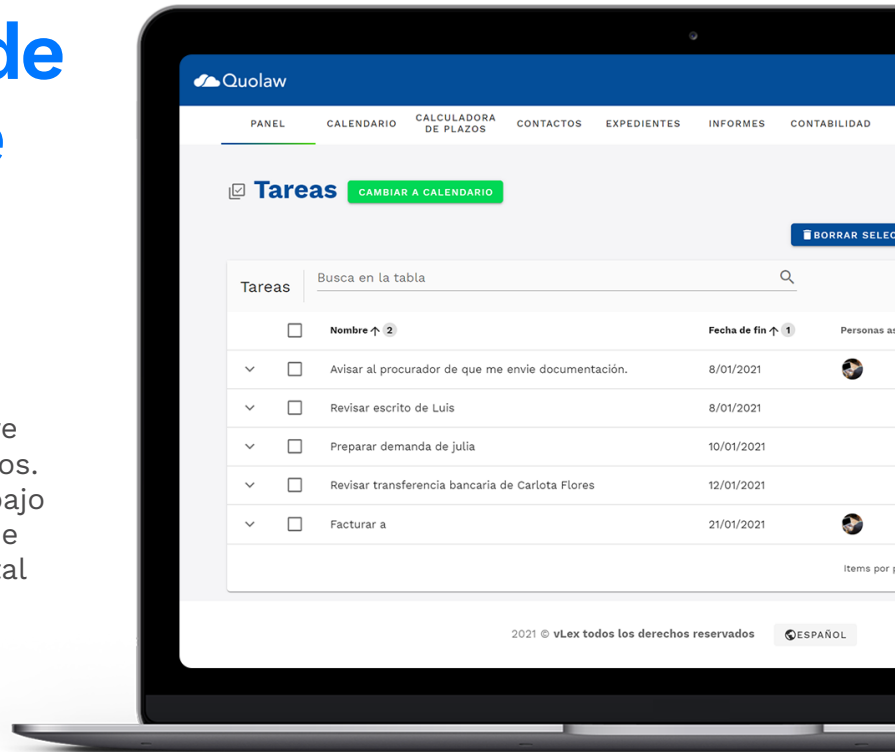 de
e
Quolaw
PANEL
CALENDARIO
CALCULADORA
DE PLAZOS
CONTACTOS
EXPEDIENTES
INFORMES
CONTABILIDAD
Tareas
CAMBIAR A CALENDARIO
BORRAR SELEC
Tareas
Busca en la tabla
Nombre 2
Fecha de fin 1
Personas as
Avisar al procurador de que me envie documentación.
8/01/2021
Revisar escrito de Luis
8/01/2021
Preparar demanda de julia
10/01/2021
Revisar transferencia bancaria de Carlota Flores
12/01/2021
Facturar a
21/01/2021
Items por p
e
os.
bajo
e
tal
2021 © vLex todos los derechos reservados
ESPAÑOL